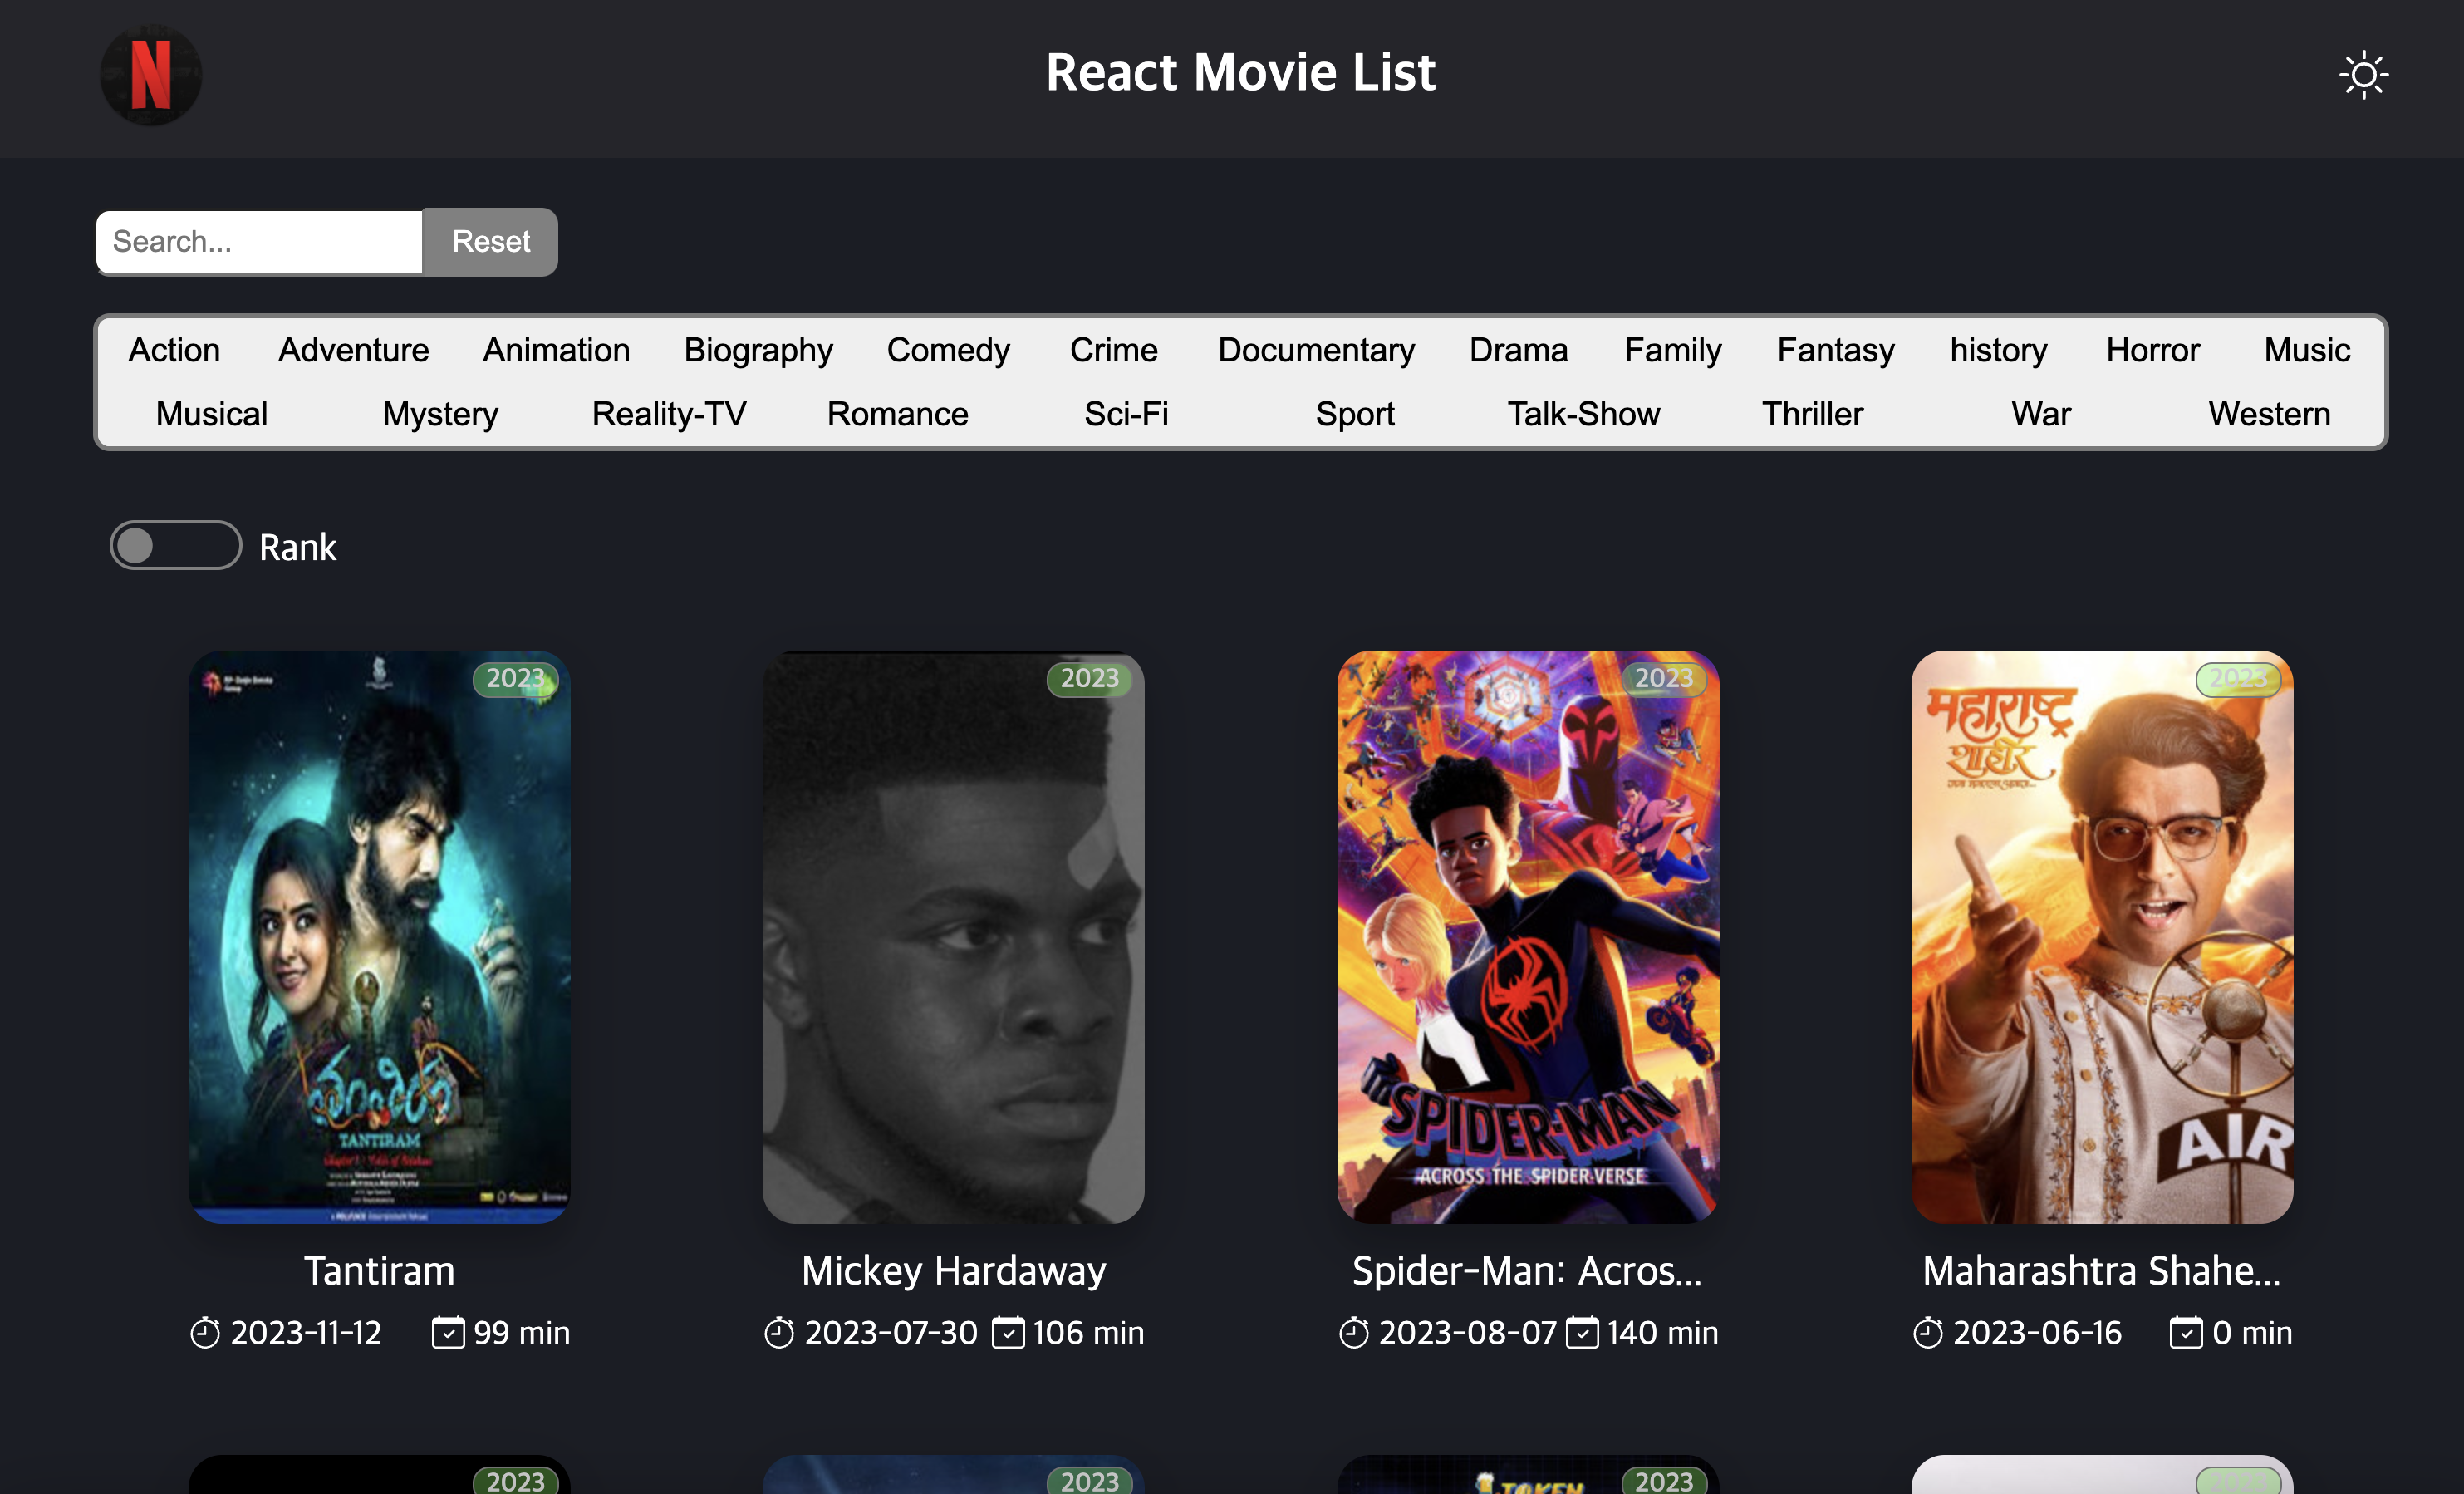 N
React Movie List
Search...
Reset
Action Adventure Animation Biography Comedy Crime Documentary Drama Family Fantasy history Horror Music
Musical Mystery Reality-TV Romance Sci-Fi Sport Talk-Show Thriller War Western
Rank
2023
2023
2023
2023
తంతిరం
TANTIRAM
SPIDER-MAN
ACROSS THE SPIDER-VERSE
महाराष्ट्र
शाहीर
AIR
Tantiram
Mickey Hardaway
Spider-Man: Acros...
Maharashtra Shahe...
2023-11-12 99 min
2023-07-30 106 min
2023-08-07 140 min
2023-06-16 0 min
2023
2023
TOKEN
2023
2023